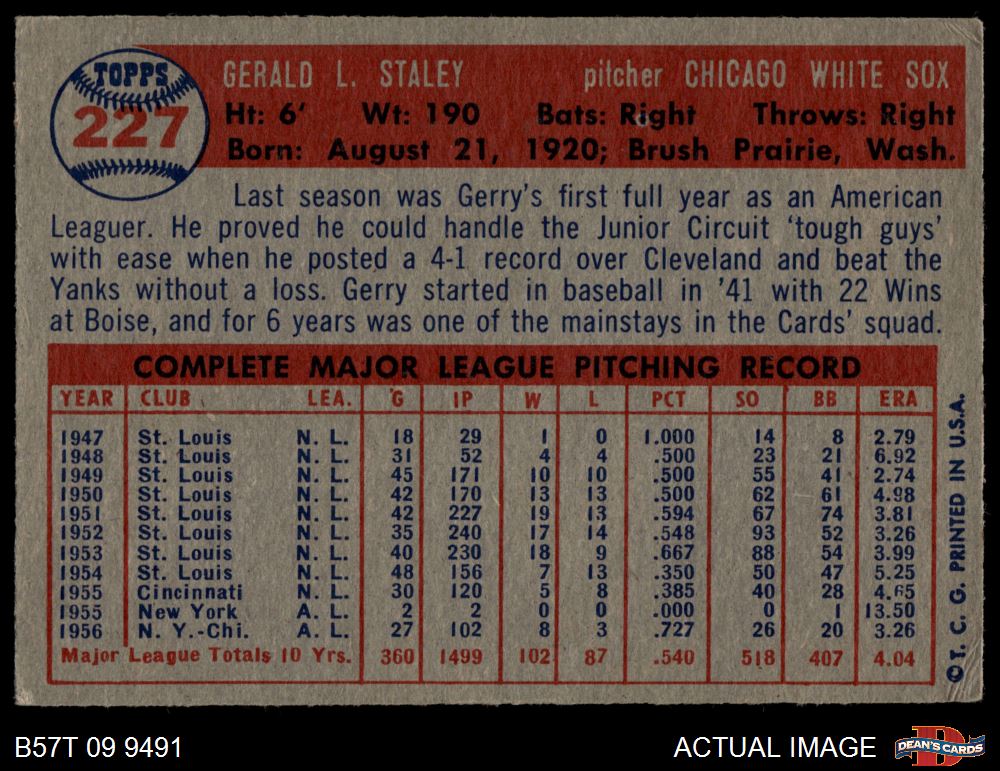 TOPPS
227
GERALD L. STALEY pitcher CHICAGO WHITE SOX
Ht: 6' Wt: 190 Bats: Right Throws: Right
Born: August 21, 1920; Brush Prairie, Wash.
Last season was Gerry's first full year as an American
Leaguer. He proved he could handle the Junior Circuit 'tough guys'
with ease when he posted a 4-1 record over Cleveland and beat the
Yanks without a loss. Gerry started in baseball in '41 with 22 Wins
at Boise, and for 6 years was one of the mainstays in the Cards' squad.
COMPLETE MAJOR LEAGUE PITCHING RECORD
YEAR CLUB LEA. G IP W L PCT SO BB ERA
1947 St. Louis N. L. 18 29 1 0 1.000 14 8 2.79
1948 St. Louis N. L. 31 52 4 4 .500 23 21 6.92
1949 St. Louis N. L. 45 171 10 10 .500 55 41 2.74
1950 St. Louis N. L. 42 170 13 13 .500 62 61 4.98
1951 St. Louis N. L. 42 227 19 13 .594 67 74 3.81
1952 St. Louis N. L. 35 240 17 14 .548 93 52 3.26
1953 St. Louis N. L. 40 230 18 9 .667 88 54 3.99
1954 St. Louis N. L. 48 156 7 13 .350 50 47 5.25
1955 Cincinnati N. L. 30 120 5 8 .385 40 28 4.65
1955 New York A. L. 2 2 0 0 .000 0 1 13.50
1956 N. Y.-Chi. A. L. 27 102 8 3 .727 26 20 3.26
Major League Totals 10 Yrs. 360 1499 102 87 .540 518 407 4.04
©T. C. G. PRINTED IN U.S.A.
B57T 09 9491 ACTUAL IMAGE
DEAN'S CARDS